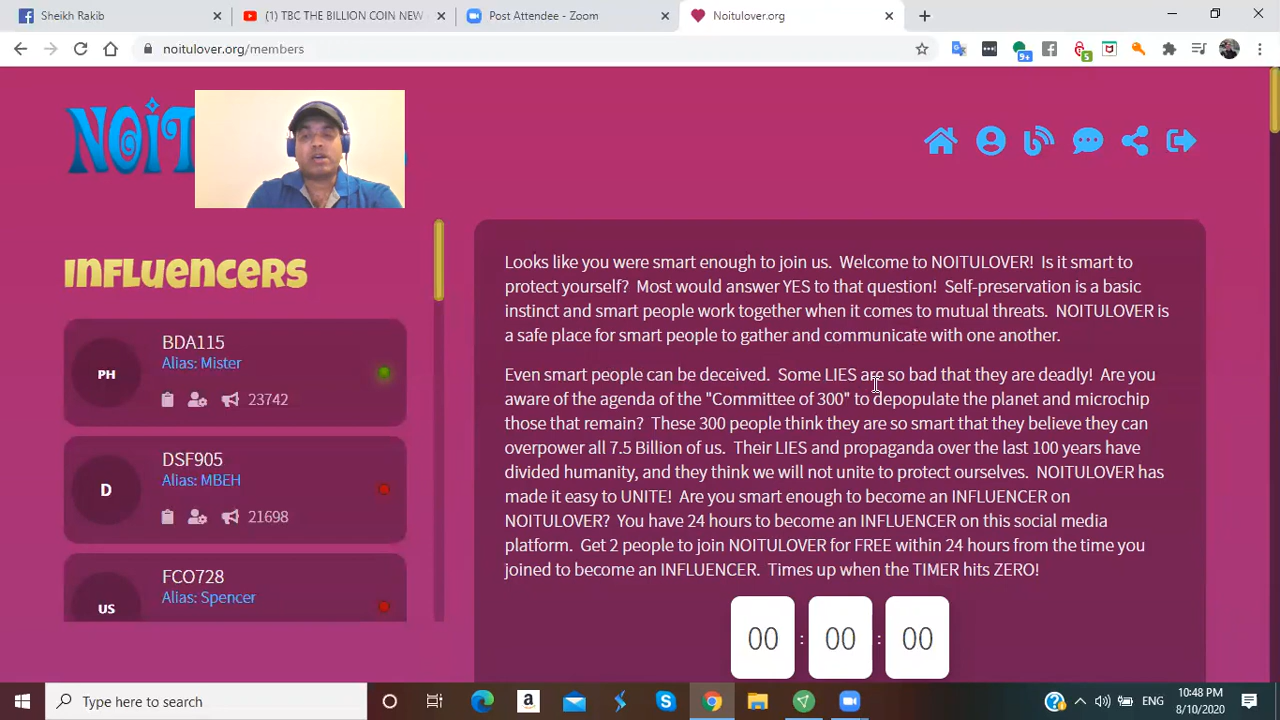 Sheikh Rakib
(1) TBC THE BILLION COIN NEW
Post Attendee - Zoom
Noitulover.org
noitulover.org/members
9+
5
NOIT
INFLUENCERS
PH
BDA115
Alias: Mister
23742
D
DSF905
Alias: MBEH
21698
US
FCO728
Alias: Spencer
Looks like you were smart enough to join us. Welcome to NOITULOVER! Is it smart to
protect yourself? Most would answer YES to that question! Self-preservation is a basic
instinct and smart people work together when it comes to mutual threats. NOITULOVER is
a safe place for smart people to gather and communicate with one another.
Even smart people can be deceived. Some LIES are so bad that they are deadly! Are you
aware of the agenda of the "Committee of 300" to depopulate the planet and microchip
those that remain? These 300 people think they are so smart that they believe they can
overpower all 7.5 Billion of us. Their LIES and propaganda over the last 100 years have
divided humanity, and they think we will not unite to protect ourselves. NOITULOVER has
made it easy to UNITE! Are you smart enough to become an INFLUENCER on
NOITULOVER? You have 24 hours to become an INFLUENCER on this social media
platform. Get 2 people to join NOITULOVER for FREE within 24 hours from the time you
joined to become an INFLUENCER. Times up when the TIMER hits ZERO!
00 : 00 : 00
Type here to search
ENG
10:48 PM
8/10/2020